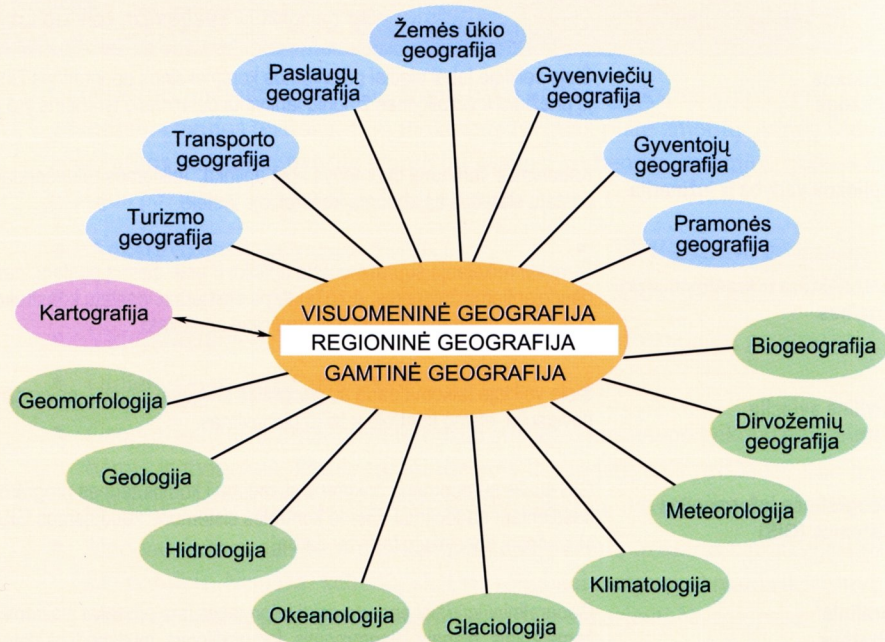 Žemės ūkio
geografija
Paslaugų
geografija
Gyvenviečių
geografija
Transporto
geografija
Gyventojų
geografija
Turizmo
geografija
Pramonės
geografija
Kartografija
VISUOMENINĖ GEOGRAFIJA
REGIONINĖ GEOGRAFIJA
GAMTINĖ GEOGRAFIJA
Biogeografija
Geomorfologija
Dirvožemių
geografija
Geologija
Meteorologija
Hidrologija
Klimatologija
Okeanologija
Glaciologija